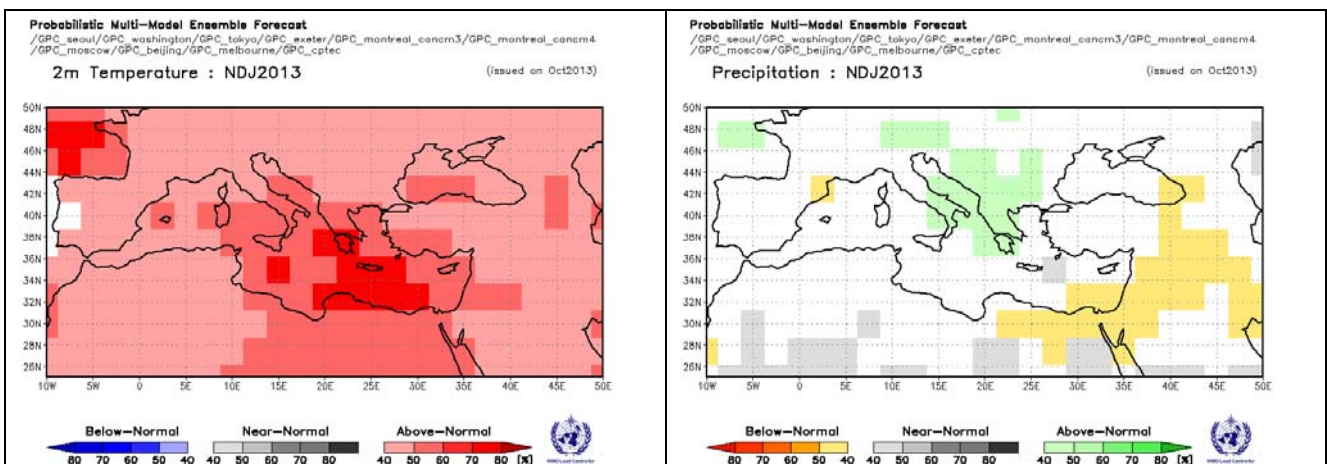 Probabilistic Multi-Model Ensemble Forecast
/GPC_seoul/GPC_washington/GPC_tokyo/GPC_exeter/GPC_montreal_cancm3/GPC_montreal_cancm4
/GPC_moscow/GPC_beijing/GPC_melbourne/GPC_cptec
2m Temperature : NDJ2013
(issued on Oct2013)
50N
48N
46N
44N
42N
40N
38N
36N
34N
32N
30N
28N
26N
10W 5W 0 5E 10E 15E 20E 25E 30E 35E 40E 45E 50E
Below-Normal Near-Normal Above-Normal
80 70 60 50 40 40 50 60 70 80 40 50 60 70 80 [%]
WMO Lead Centre
Probabilistic Multi-Model Ensemble Forecast
/GPC_seoul/GPC_washington/GPC_tokyo/GPC_exeter/GPC_montreal_cancm3/GPC_montreal_cancm4
/GPC_moscow/GPC_beijing/GPC_melbourne/GPC_cptec
Precipitation : NDJ2013
(issued on Oct2013)
50N
48N
46N
44N
42N
40N
38N
36N
34N
32N
30N
28N
26N
10W 5W 0 5E 10E 15E 20E 25E 30E 35E 40E 45E 50E
Below-Normal Near-Normal Above-Normal
80 70 60 50 40 40 50 60 70 80 40 50 60 70 80 [%]